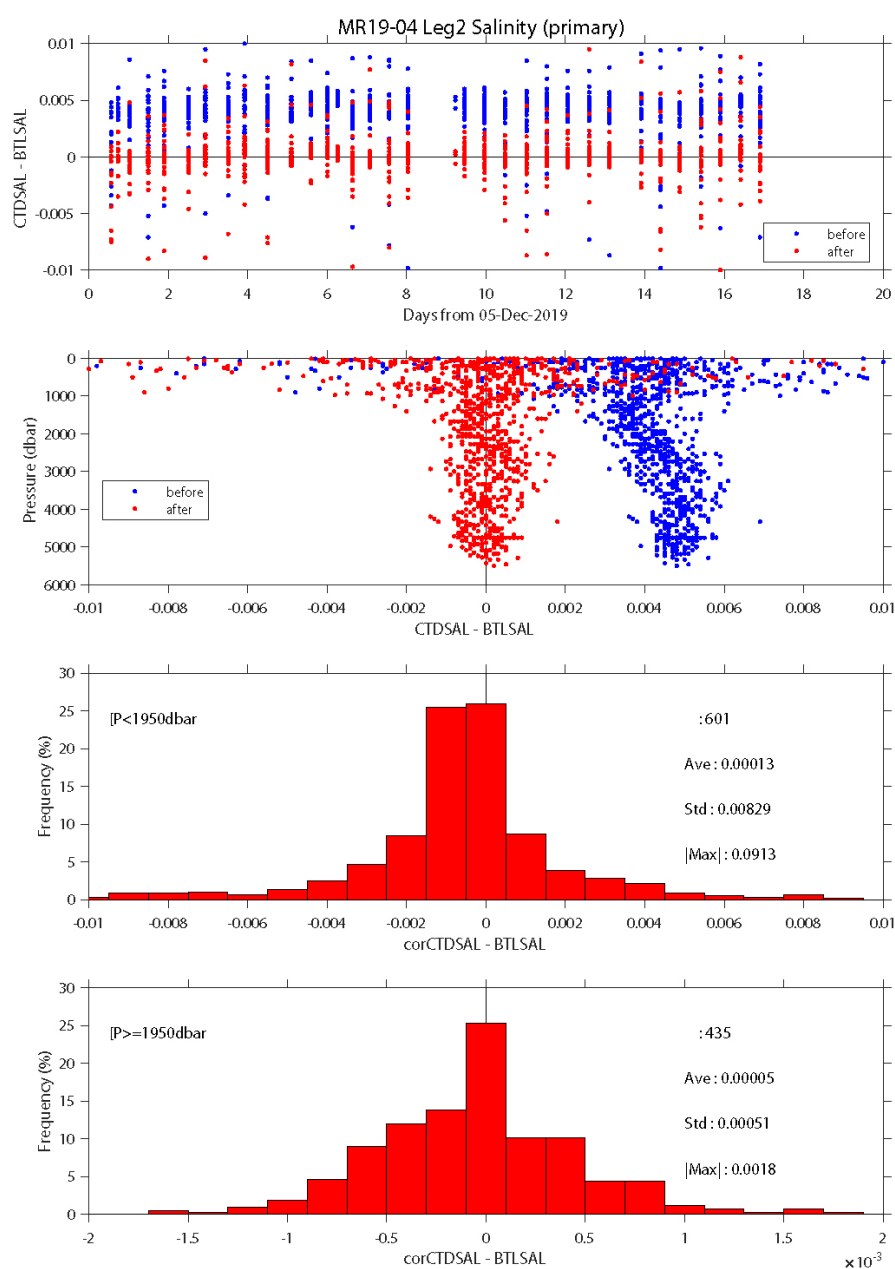 MR19-04 Leg2 Salinity (primary)
0.01
0.005
0
-0.005
-0.01
CTDSAL - BTLSAL
before
after
0 2 4 6 8 10 12 14 16 18 20
Days from 05-Dec-2019
0
1000
2000
3000
4000
5000
6000
Pressure (dbar)
before
after
-0.01 -0.008 -0.006 -0.004 -0.002 0 0.002 0.004 0.006 0.008 0.01
CTDSAL - BTLSAL
30
25
20
15
10
5
0
Frequency (%)
[P<1950dbar :601
Ave : 0.00013
Std : 0.00829
|Max| : 0.0913
-0.01 -0.008 -0.006 -0.004 -0.002 0 0.002 0.004 0.006 0.008 0.01
corCTDSAL - BTLSAL
30
25
20
15
10
5
0
Frequency (%)
[P>=1950dbar :435
Ave : 0.00005
Std : 0.00051
|Max| : 0.0018
-2 -1.5 -1 -0.5 0 0.5 1 1.5 2
corCTDSAL - BTLSAL
×10-3